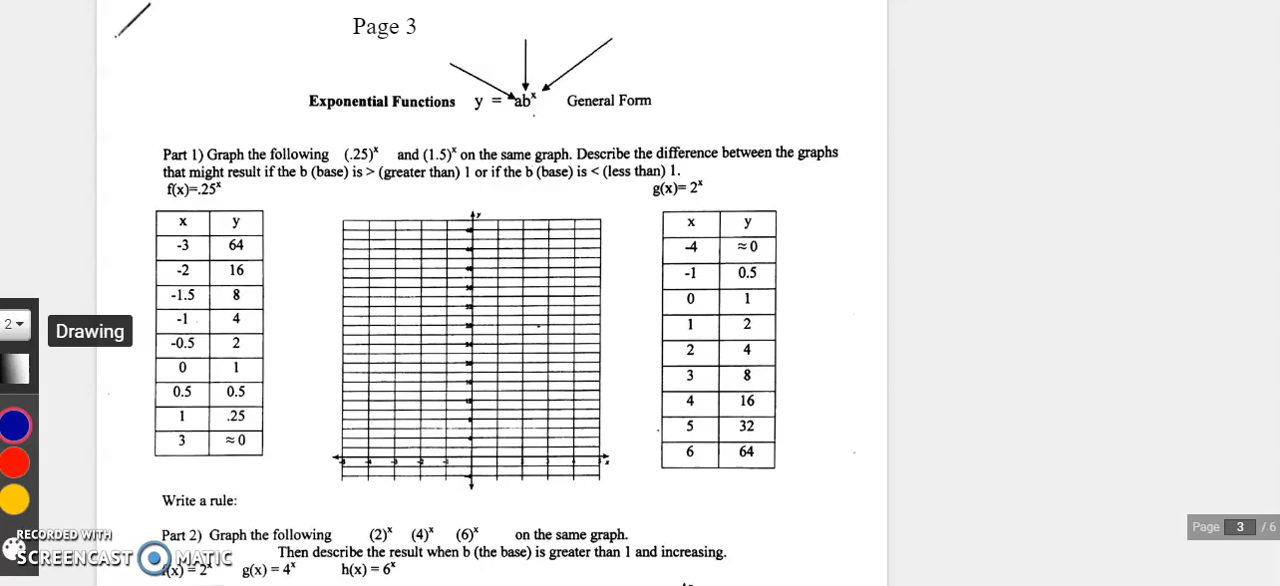 Page 3
Exponential Functions y = abˣ General Form
Part 1) Graph the following (.25)ˣ and (1.5)ˣ on the same graph. Describe the difference between the graphs
that might result if the b (base) is > (greater than) 1 or if the b (base) is < (less than) 1.
f(x)=.25ˣ
g(x)= 2ˣ
x y
-3 64
-2 16
-1.5 8
-1 4
-0.5 2
0 1
0.5 0.5
1 .25
3 ≈0
y
x
x y
-4 ≈0
-1 0.5
0 1
1 2
2 4
3 8
4 16
5 32
6 64
2
Drawing
Write a rule:
Part 2) Graph the following (2)ˣ (4)ˣ (6)ˣ on the same graph.
Then describe the result when b (the base) is greater than 1 and increasing.
f(x) = 2ˣ g(x) = 4ˣ h(x) = 6ˣ
RECORDED WITH
SCREENCAST MATIC
Page 3 / 6